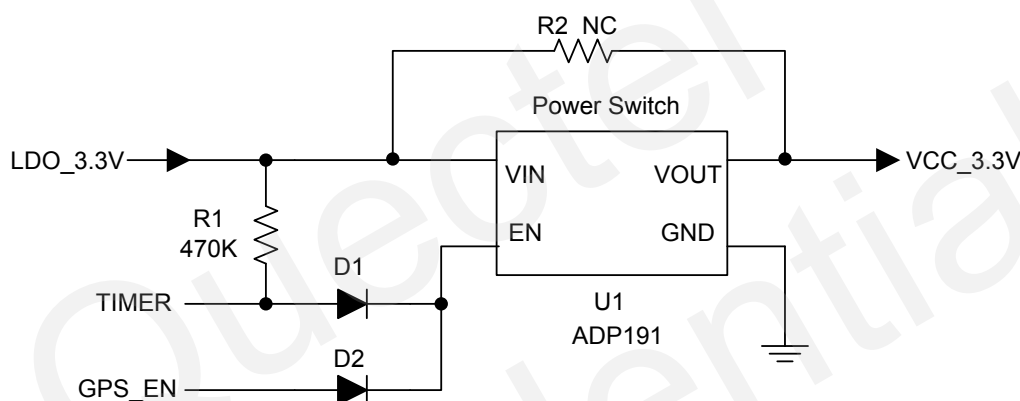 R2 NC
Power Switch
LDO_3.3V
VCC_3.3V
VIN
VOUT
R1
470K
EN
GND
D1
TIMER
U1
ADP191
D2
GPS_EN
Quectel